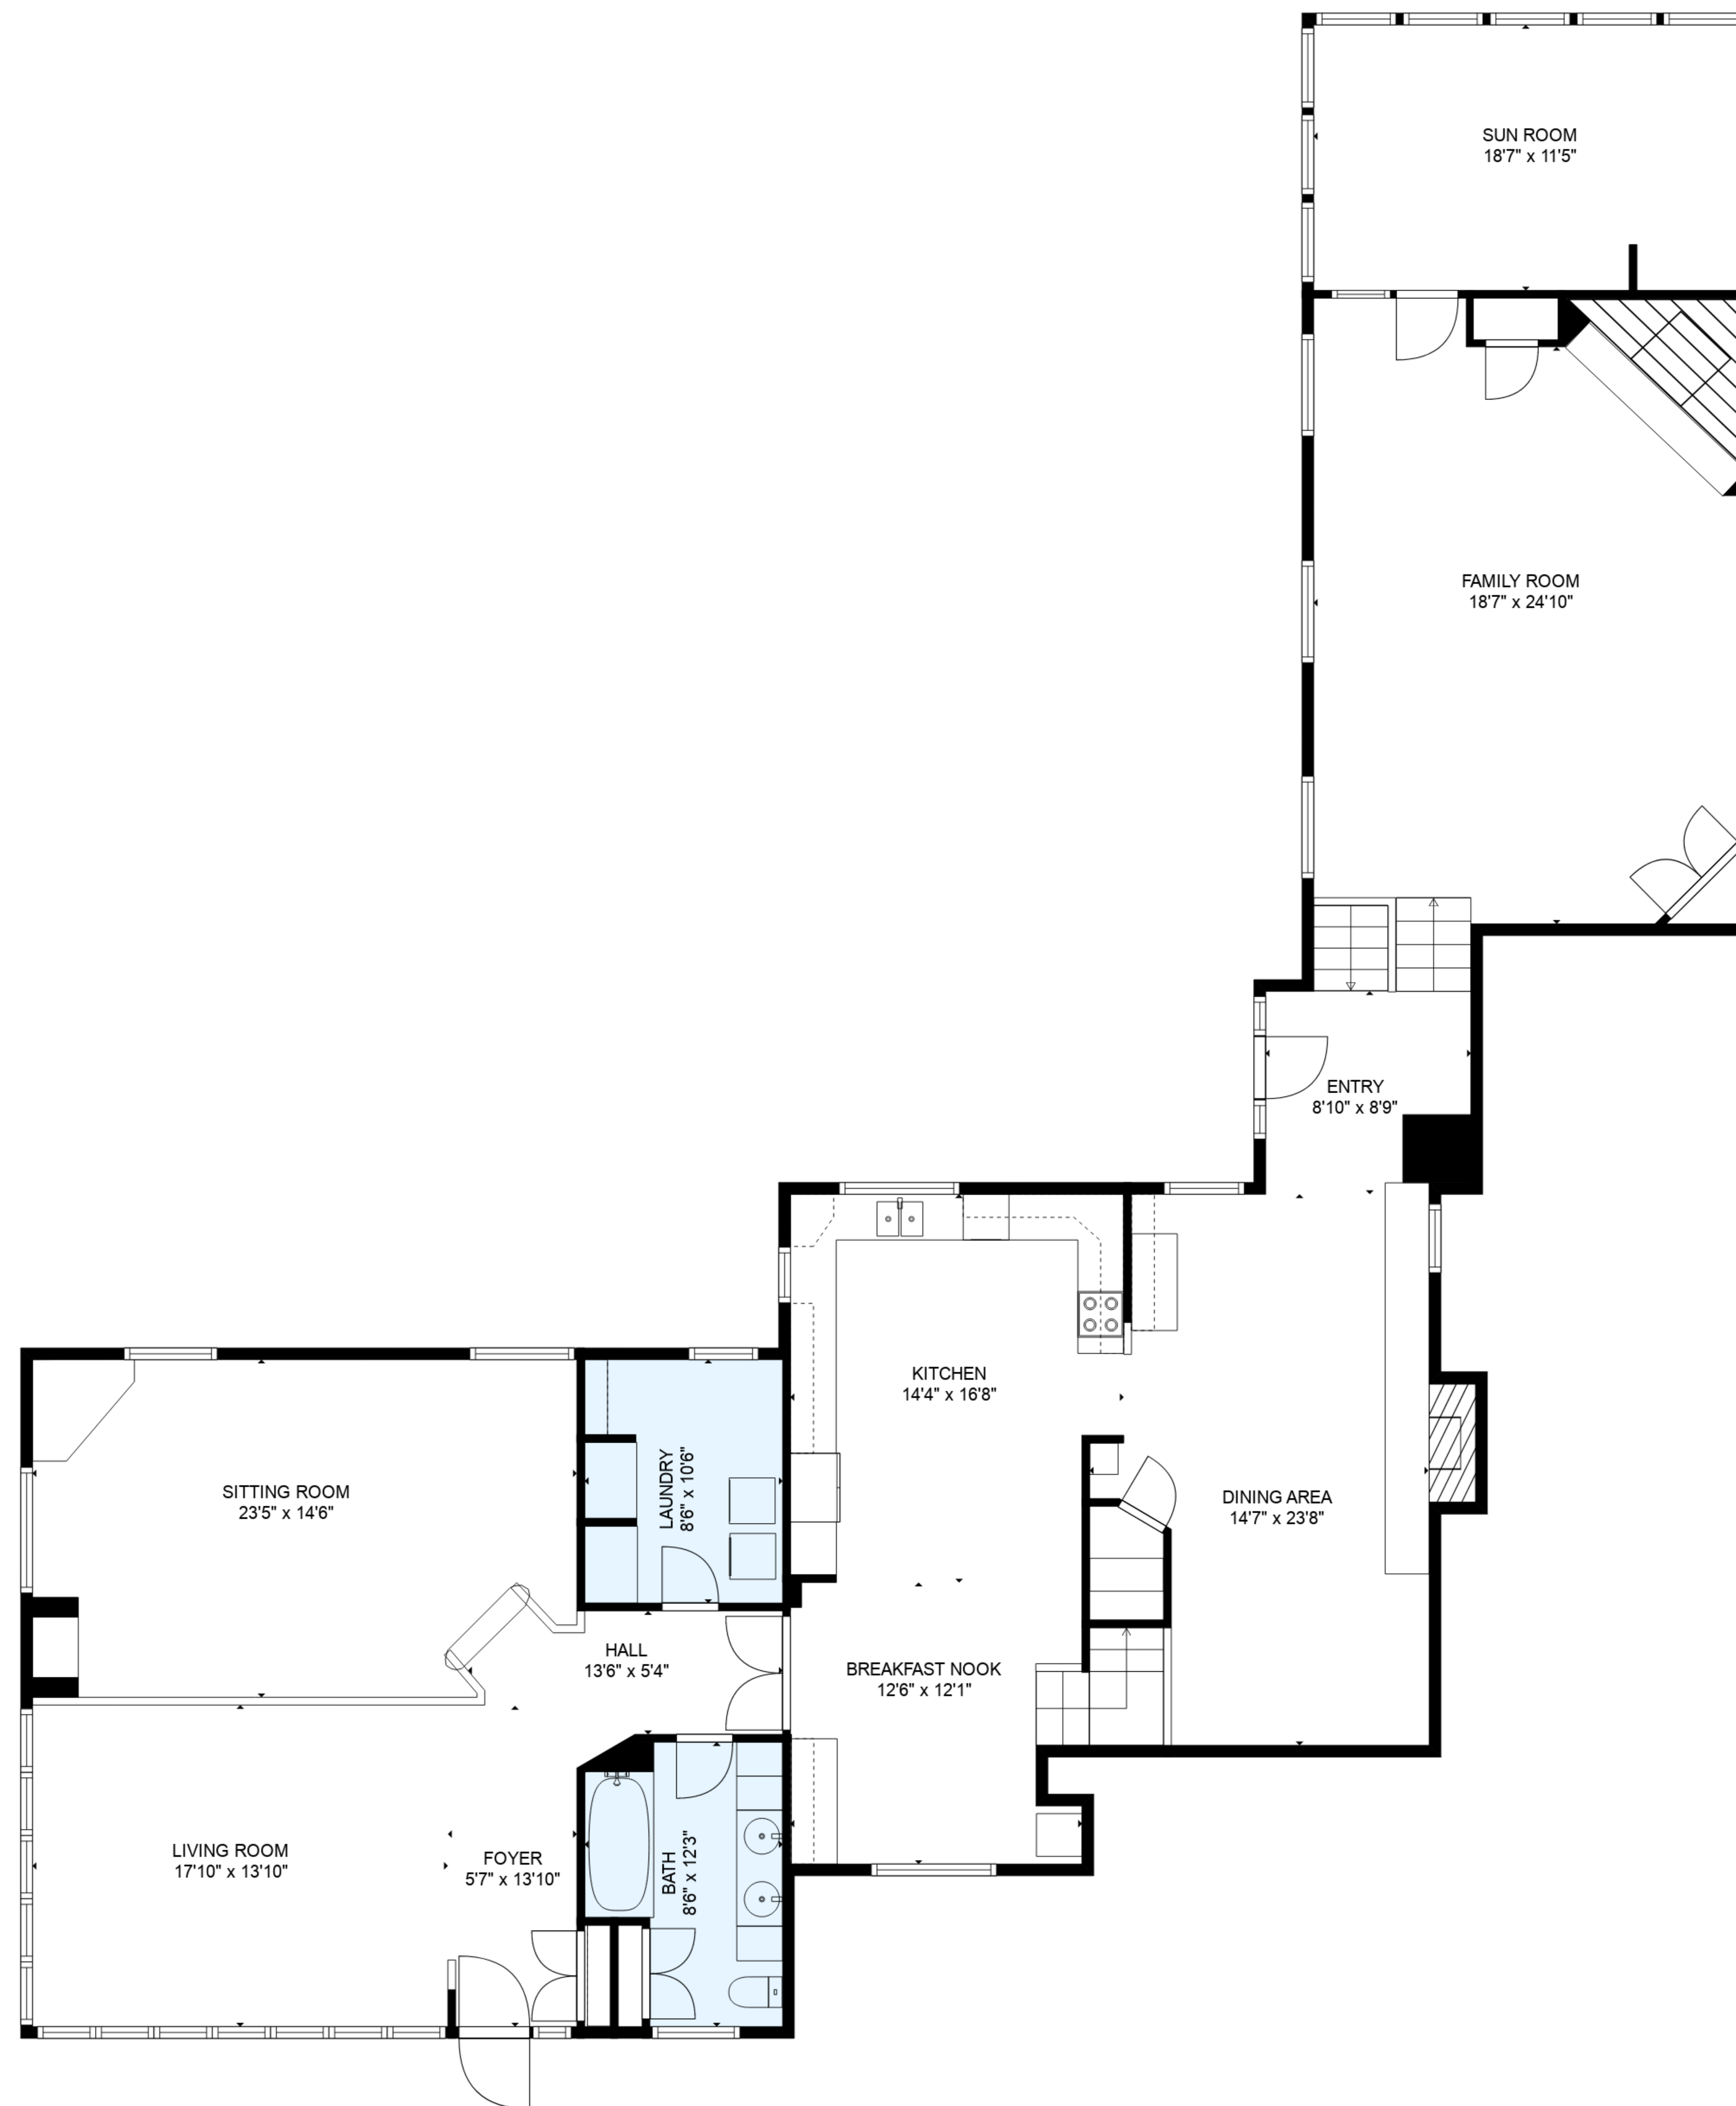 SUN ROOM
18'7" x 11'5"
FAMILY ROOM
18'7" x 24'10"
ENTRY
8'10" x 8'9"
KITCHEN
14'4" x 16'8"
SITTING ROOM
23'5" x 14'6"
LAUNDRY
8'6" x 10'6"
DINING AREA
14'7" x 23'8"
HALL
13'6" x 5'4"
BREAKFAST NOOK
12'6" x 12'1"
LIVING ROOM
17'10" x 13'10"
FOYER
5'7" x 13'10"
BATH
8'6" x 12'3"